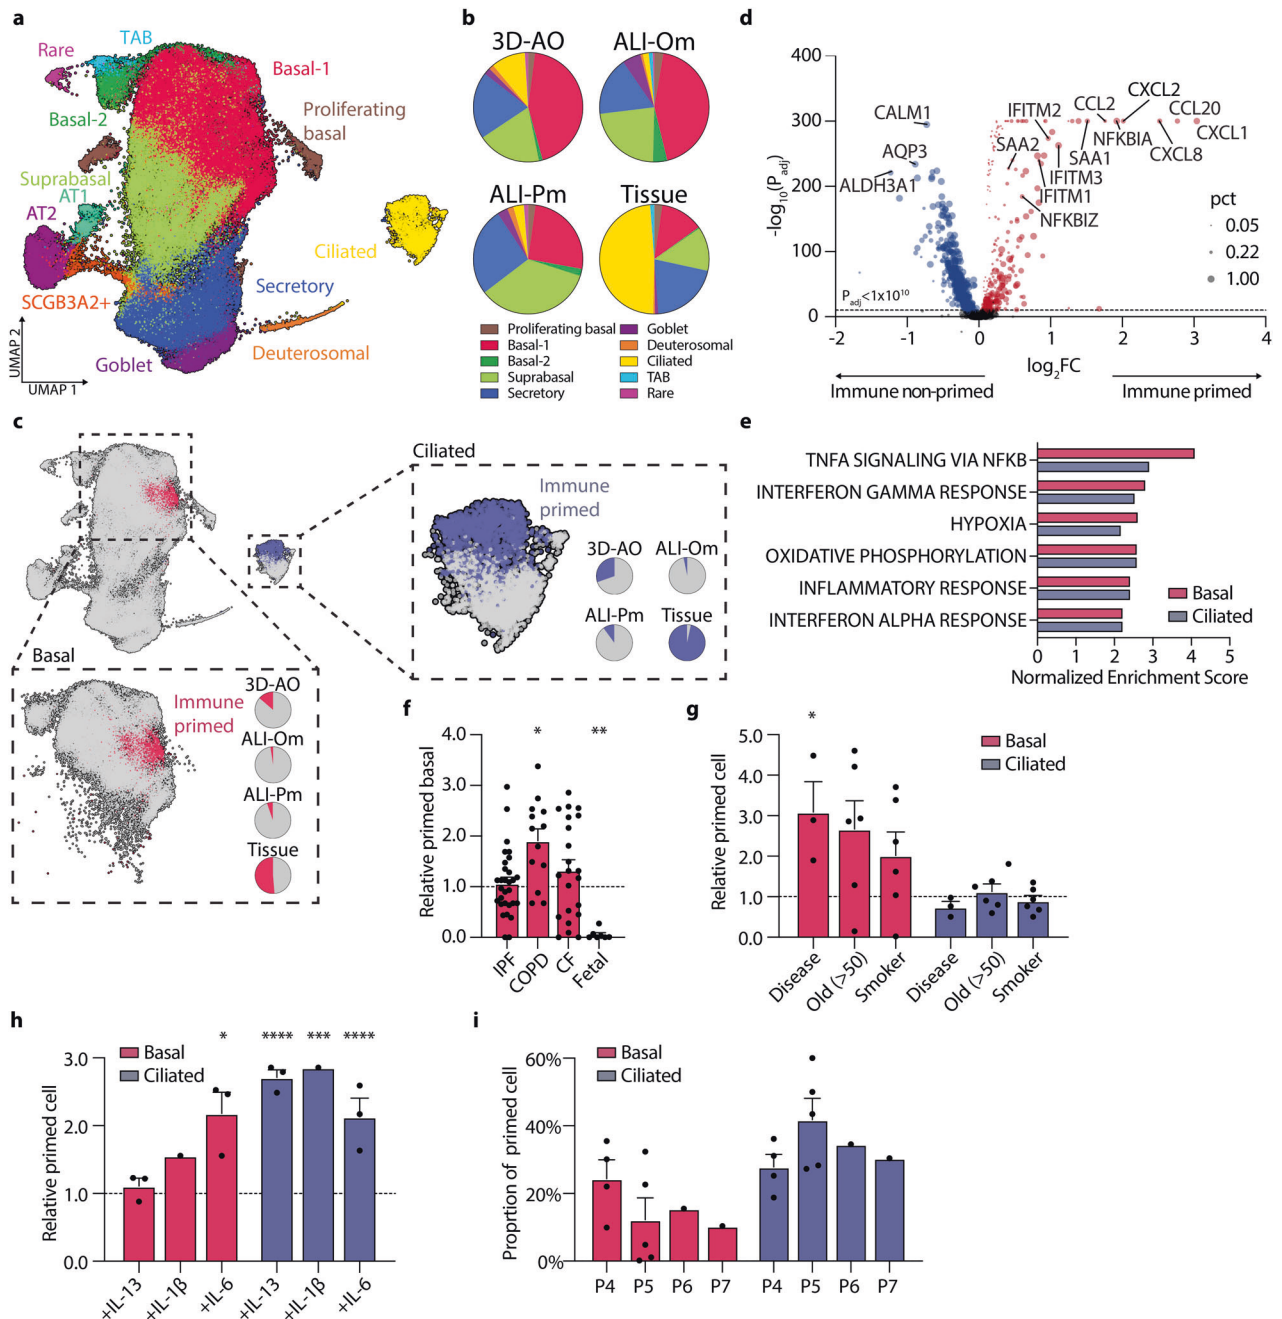 a
TAB
Rare
Basal-1
Proliferating
basal
Basal-2
Suprabasal
AT1
AT2
Ciliated
SCGB3A2+
Secretory
Deuterosomal
Goblet
UMAP 2
UMAP 1
b
3D-AO
ALI-Om
ALI-Pm
Tissue
Proliferating basal
Basal-1
Basal-2
Suprabasal
Secretory
Goblet
Deuterosomal
Ciliated
TAB
Rare
c
Ciliated
Immune
primed
3D-AO
ALI-Om
ALI-Pm
Tissue
Basal
Immune
primed
3D-AO
ALI-Om
ALI-Pm
Tissue
d
-log10(Padj)
400
300
200
100
0
CALM1
AQP3
ALDH3A1
IFITM2
CCL2
CXCL2
CCL20
SAA2
NFKBIA
CXCL1
SAA1
CXCL8
IFITM3
IFITM1
NFKBIZ
pct
0.05
0.22
1.00
Padj<1x10^10
-2 -1 0 1 2 3 4
log2FC
Immune non-primed
Immune primed
e
TNFA SIGNALING VIA NFKB
INTERFERON GAMMA RESPONSE
HYPOXIA
OXIDATIVE PHOSPHORYLATION
INFLAMMATORY RESPONSE
INTERFERON ALPHA RESPONSE
Basal
Ciliated
0 1 2 3 4 5
Normalized Enrichment Score
f
Relative primed basal
4.0
3.0
2.0
1.0
0.0
*
**
IPF
COPD
CF
Fetal
g
Relative primed cell
5.0
4.0
3.0
2.0
1.0
0.0
*
Basal
Ciliated
Disease
Old (>50)
Smoker
Disease
Old (>50)
Smoker
h
Relative primed cell
3.0
2.0
1.0
0.0
Basal
Ciliated
*
****
***
****
+IL-13
+IL-1β
+IL-6
+IL-13
+IL-1β
+IL-6
i
Proprtion of primed cell
60%
40%
20%
0%
Basal
Ciliated
P4 P5 P6 P7 P4 P5 P6 P7